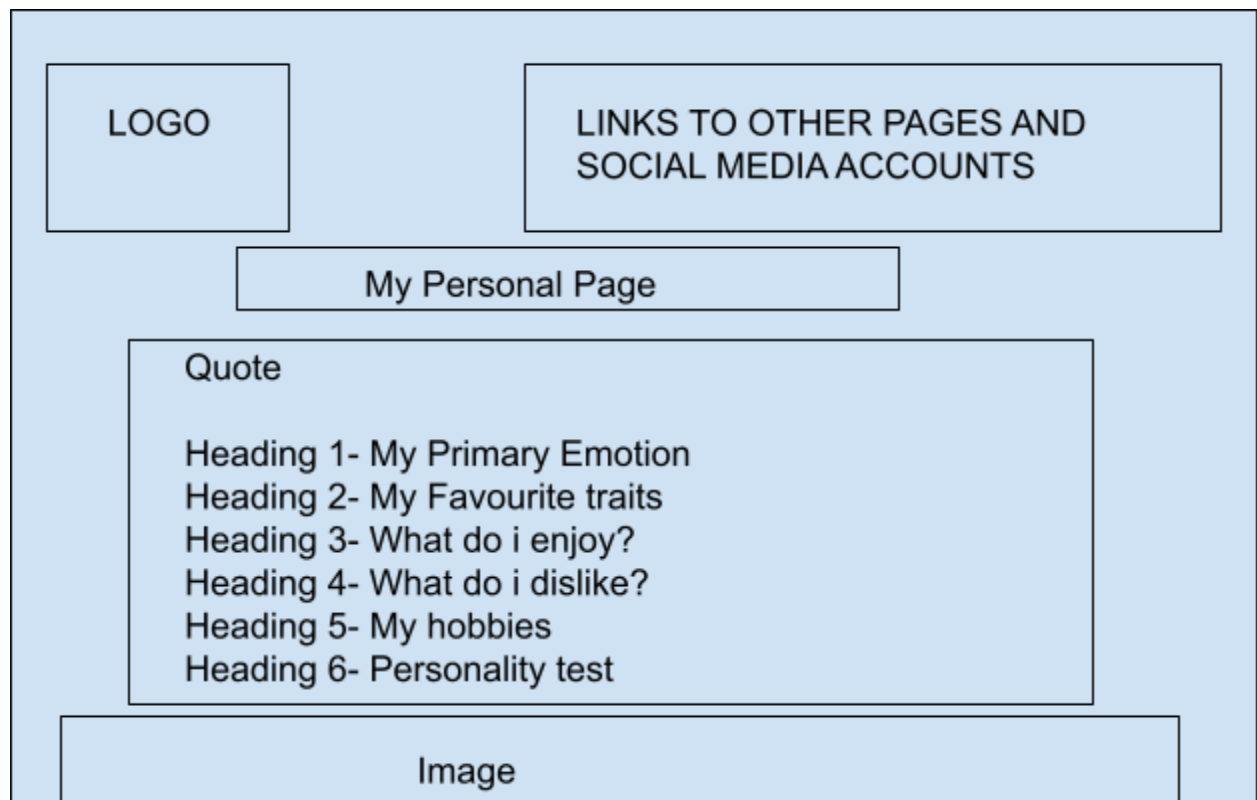 LOGO
LINKS TO OTHER PAGES AND
SOCIAL MEDIA ACCOUNTS
My Personal Page
Quote
Heading 1- My Primary Emotion
Heading 2- My Favourite traits
Heading 3- What do i enjoy?
Heading 4- What do i dislike?
Heading 5- My hobbies
Heading 6- Personality test
Image